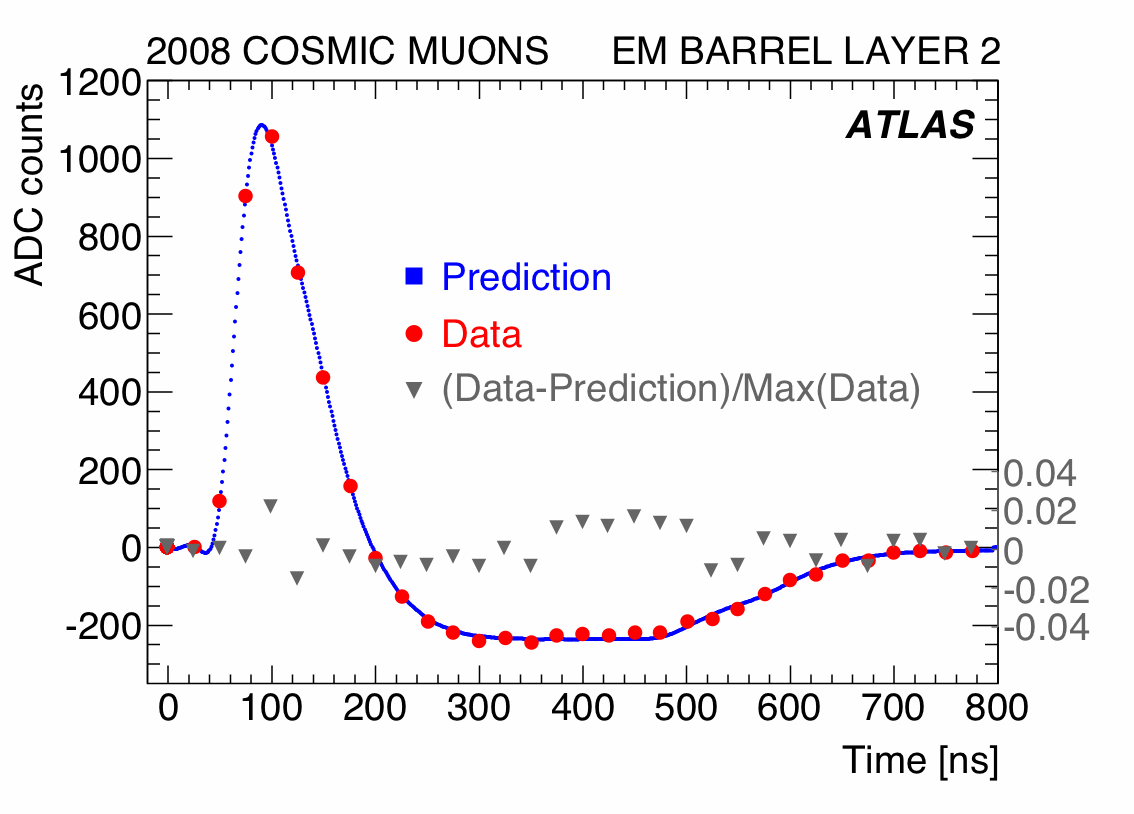 2008 COSMIC MUONS EM BARREL LAYER 2
ADC counts
1200
1000
800
600
400
200
0
-200
ATLAS
Prediction
Data
(Data-Prediction)/Max(Data)
0.04
0.02
0
-0.02
-0.04
0 100 200 300 400 500 600 700 800
Time [ns]